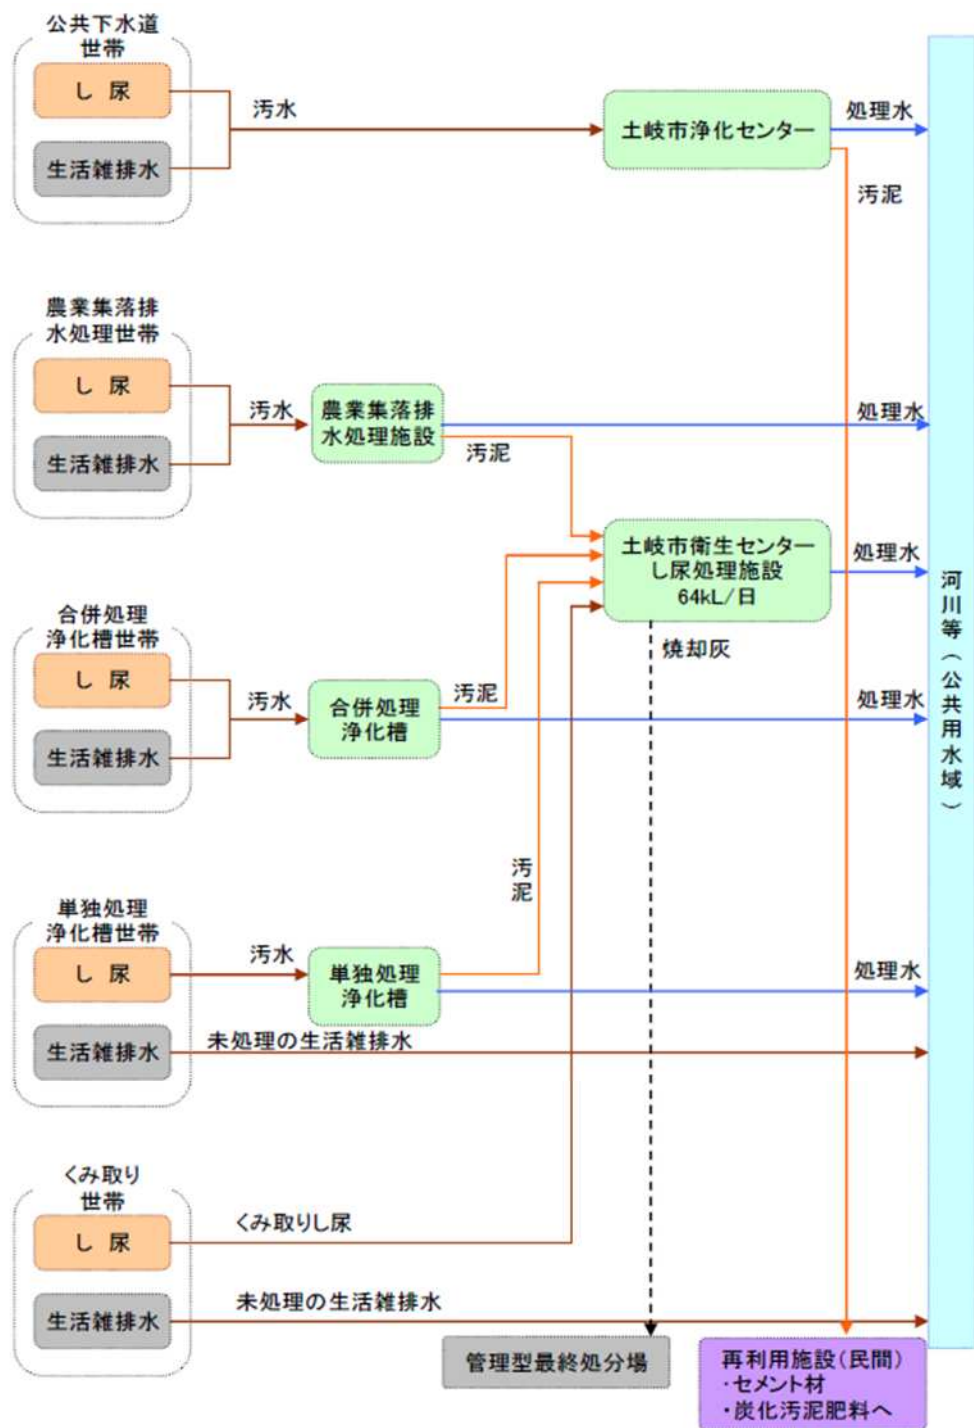 公共下水道
世帯
し 尿
生活雑排水
汚水
土岐市浄化センター
処理水
汚泥
農業集落排
水処理世帯
し 尿
生活雑排水
汚水
農業集落排
水処理施設
汚泥
処理水
土岐市衛生センター
し尿処理施設
64kL/日
処理水
焼却灰
合併処理
浄化槽世帯
し 尿
生活雑排水
汚水
合併処理
浄化槽
汚泥
処理水
河川等(公共用水域)
単独処理
浄化槽世帯
し 尿
生活雑排水
汚水
単独処理
浄化槽
汚泥
処理水
未処理の生活雑排水
くみ取り
世帯
し 尿
生活雑排水
くみ取りし尿
未処理の生活雑排水
管理型最終処分場
再利用施設(民間)
・セメント材
・炭化汚泥肥料へ